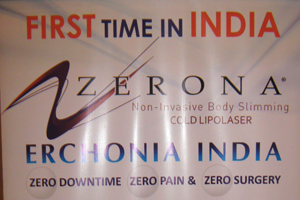 FIRST TIME IN INDIA
ZERONA®
Non-Invasive Body Slimming
COLD LIPOLASER
ERCHONIA INDIA
ZERO DOWNTIME ZERO PAIN & ZERO SURGERY